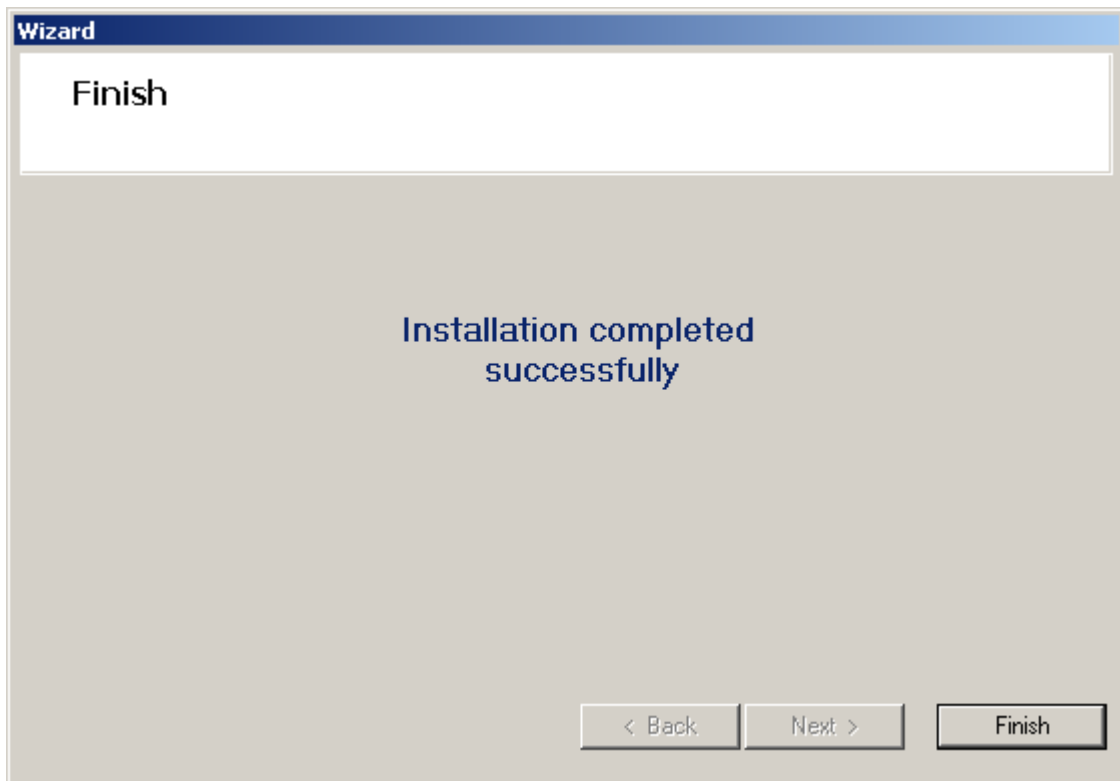 Wizard
Finish
Installation completed
successfully
< Back
Next >
Finish